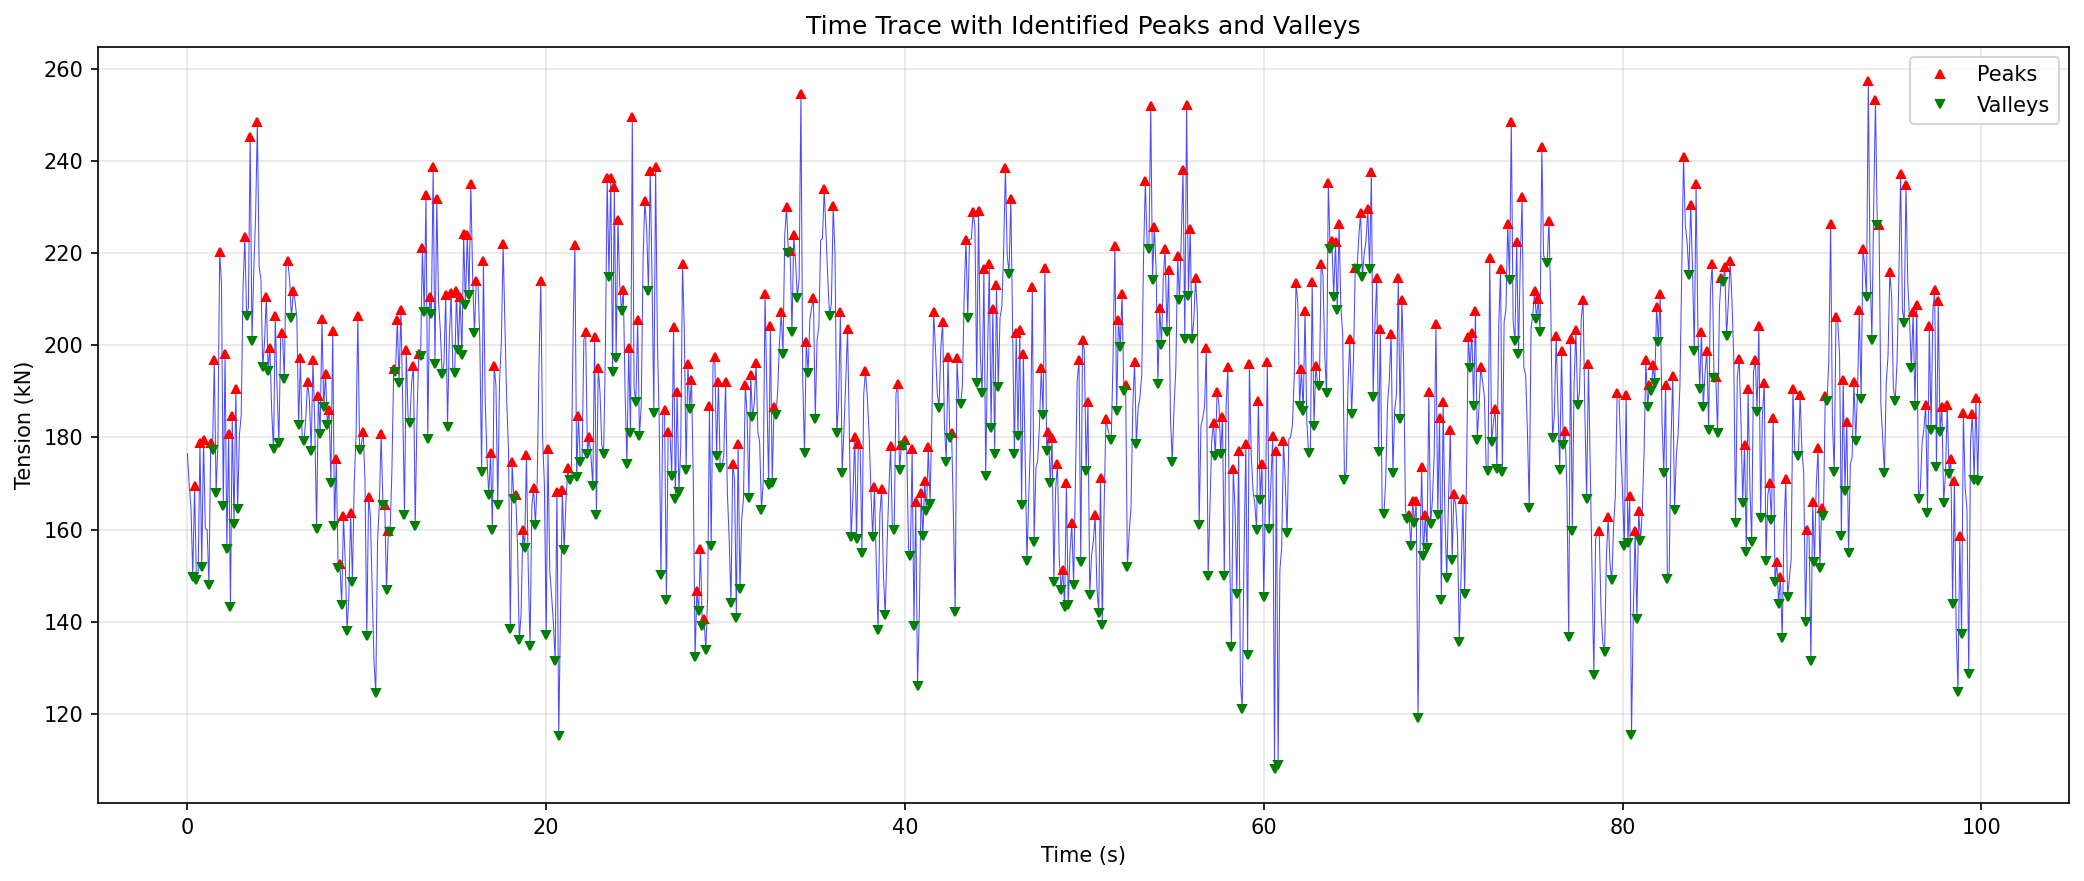 Time Trace with Identified Peaks and Valleys
Peaks
Valleys
Tension (kN)
260
240
220
200
180
160
140
120
0
20
40
60
80
100
Time (s)